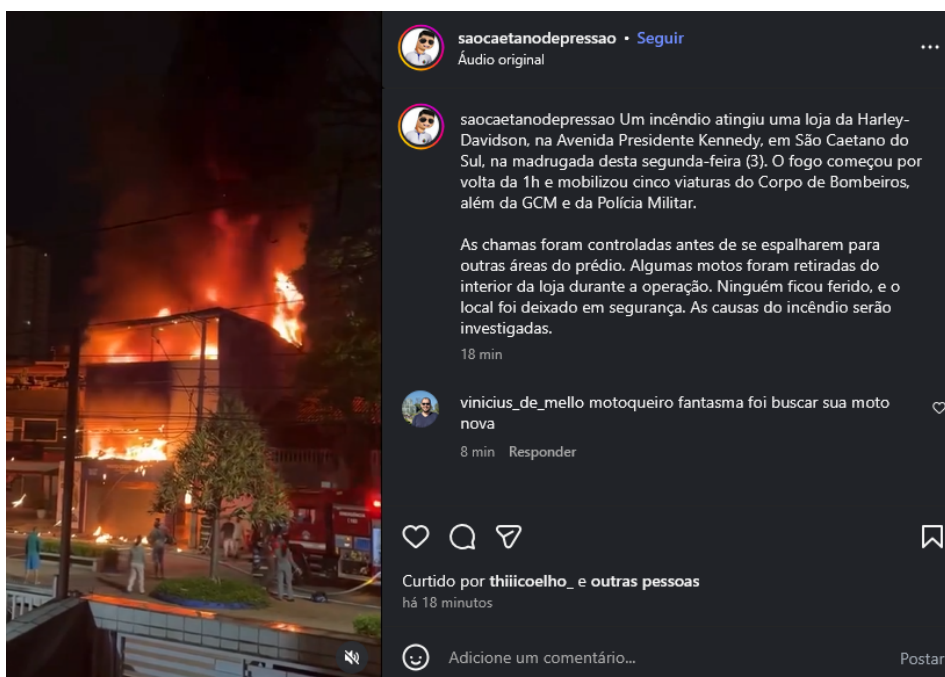 saocaetanodepressao • Seguir
Áudio original
saocaetanodepressao Um incêndio atingiu uma loja da Harley-
Davidson, na Avenida Presidente Kennedy, em São Caetano do
Sul, na madrugada desta segunda-feira (3). O fogo começou por
volta da 1h e mobilizou cinco viaturas do Corpo de Bombeiros,
além da GCM e da Polícia Militar.
As chamas foram controladas antes de se espalharem para
outras áreas do prédio. Algumas motos foram retiradas do
interior da loja durante a operação. Ninguém ficou ferido, e o
local foi deixado em segurança. As causas do incêndio serão
investigadas.
18 min
vinicius_de_mello motoqueiro fantasma foi buscar sua moto
nova
8 min Responder
Curtido por thiiicoelho_ e outras pessoas
há 18 minutos
Adicione um comentário...
Postar